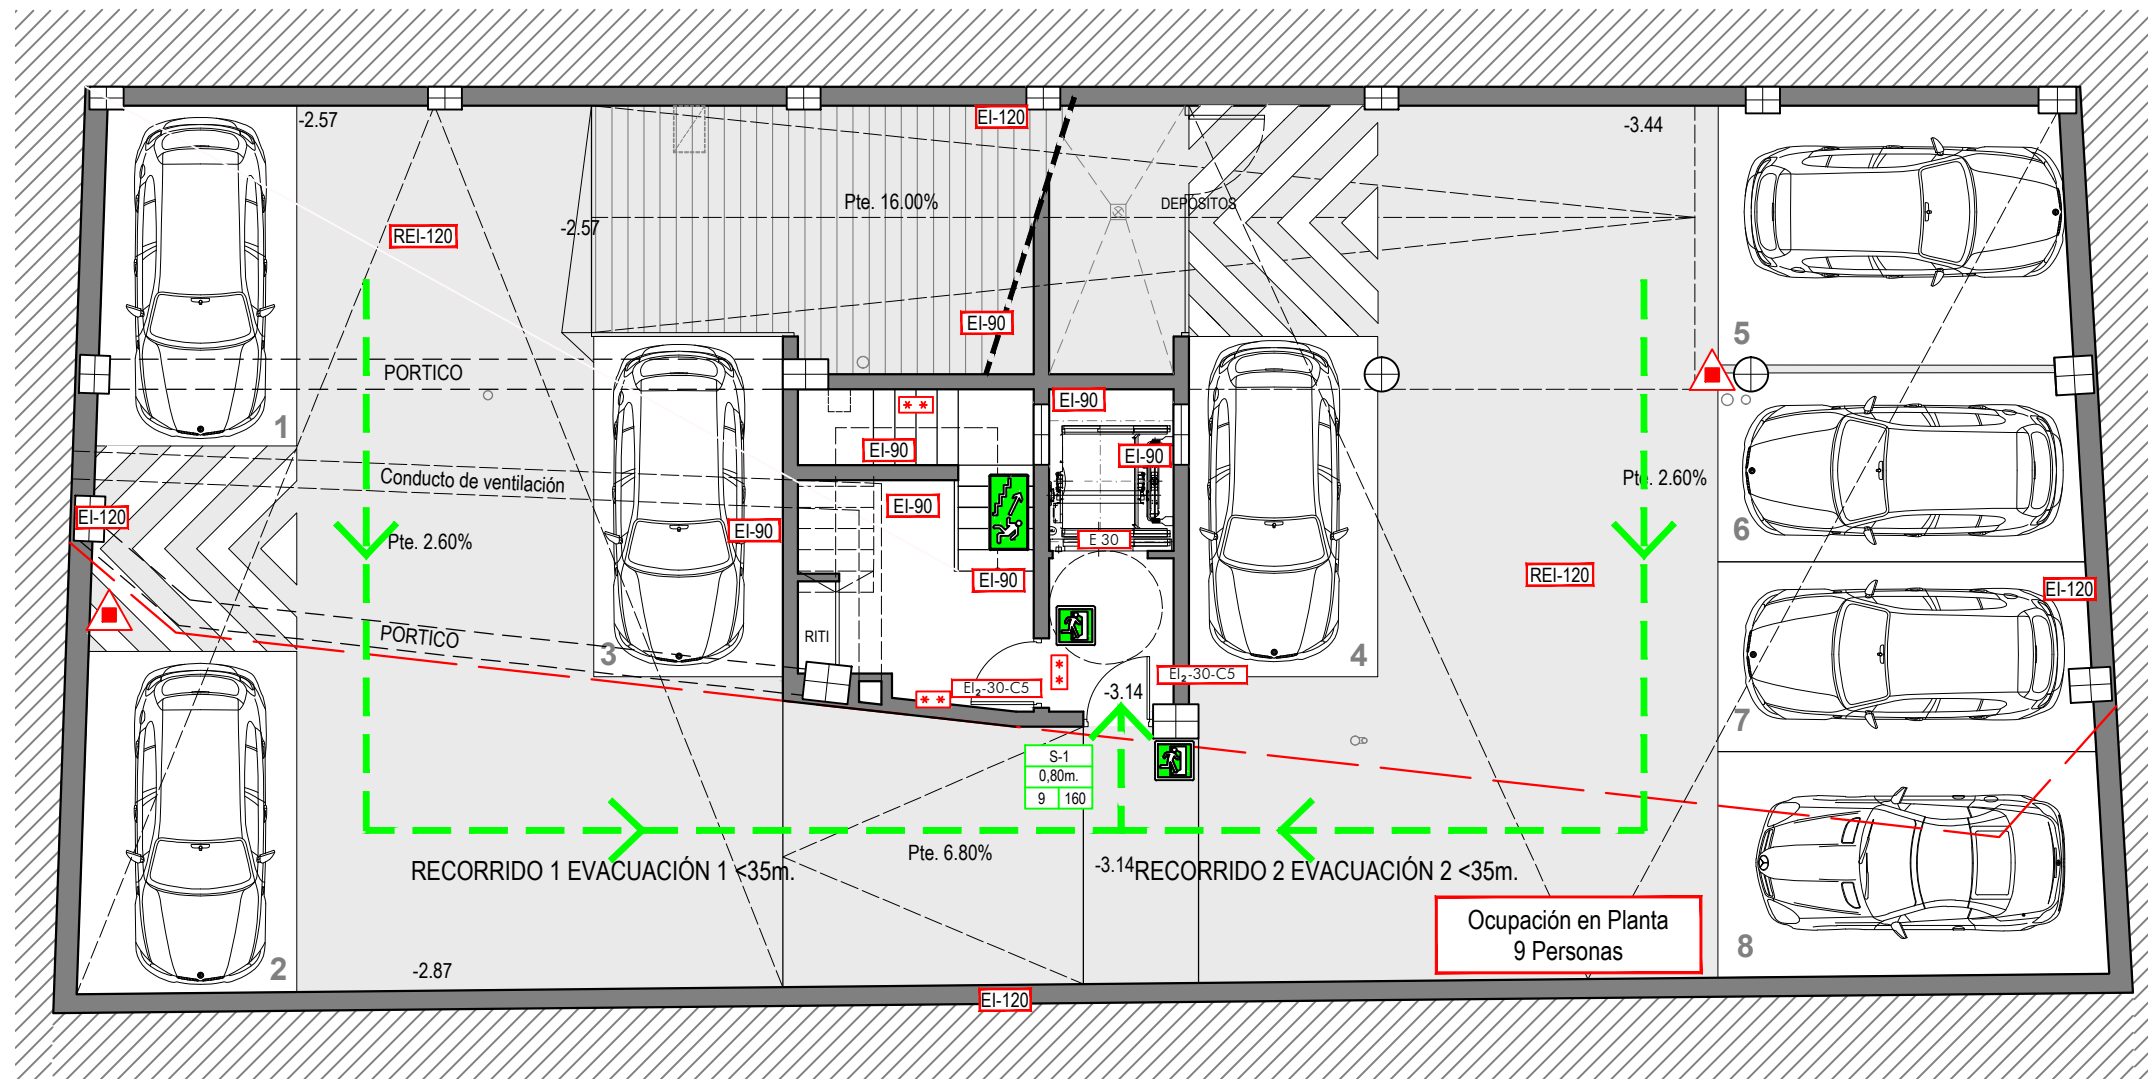 -2.57
EI-120
-3.44
Pte. 16.00%
DEPÓSITOS
-2.57
REI-120
EI-90
5
PORTICO
EI-90
* *
1
EI-90
EI-90
Conducto de ventilación
Pte. 2.60%
EI-90
EI-120
EI-90
6
Pte. 2.60%
E 30
EI-90
REI-120
EI-120
PORTICO
RITI
3
4
* *
EI₂-30-C5
EI₂-30-C5
* *
-3.14
7
S-1
0,80m.
9 160
Pte. 6.80%
RECORRIDO 1 EVACUACIÓN 1 <35m.
-3.14
RECORRIDO 2 EVACUACIÓN 2 <35m.
Ocupación en Planta
9 Personas
8
2
-2.87
EI-120